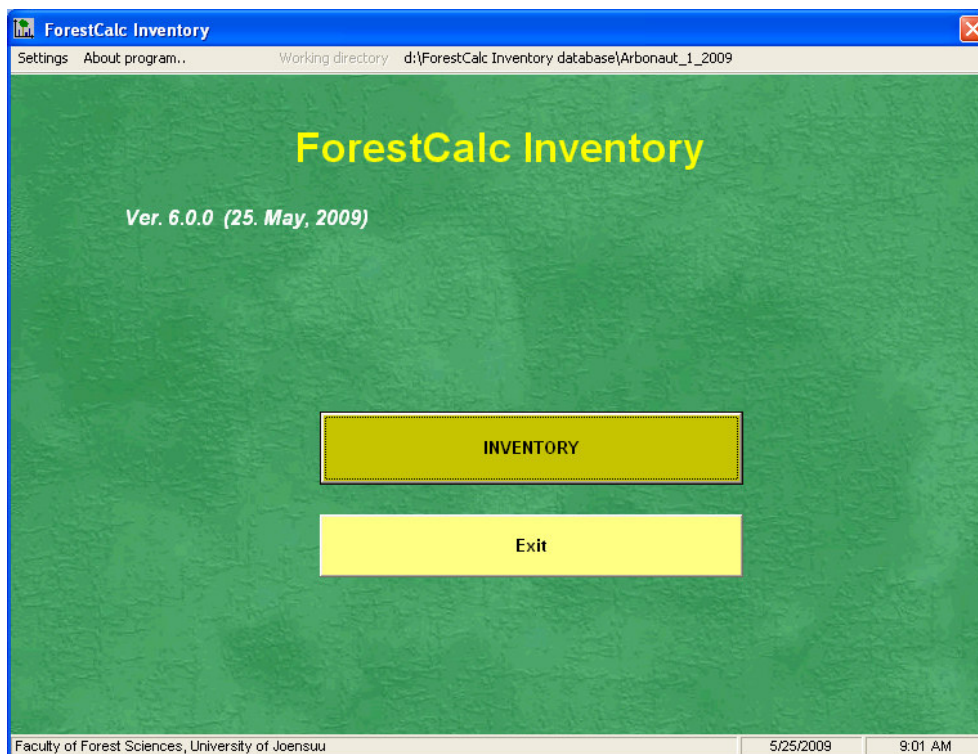 ForestCalc Inventory
Settings About program.. Working directory d:\ForestCalc Inventory database\Arbonaut_1_2009
ForestCalc Inventory
Ver. 6.0.0 (25. May, 2009)
INVENTORY
Exit
Faculty of Forest Sciences, University of Joensuu 5/25/2009 9:01 AM